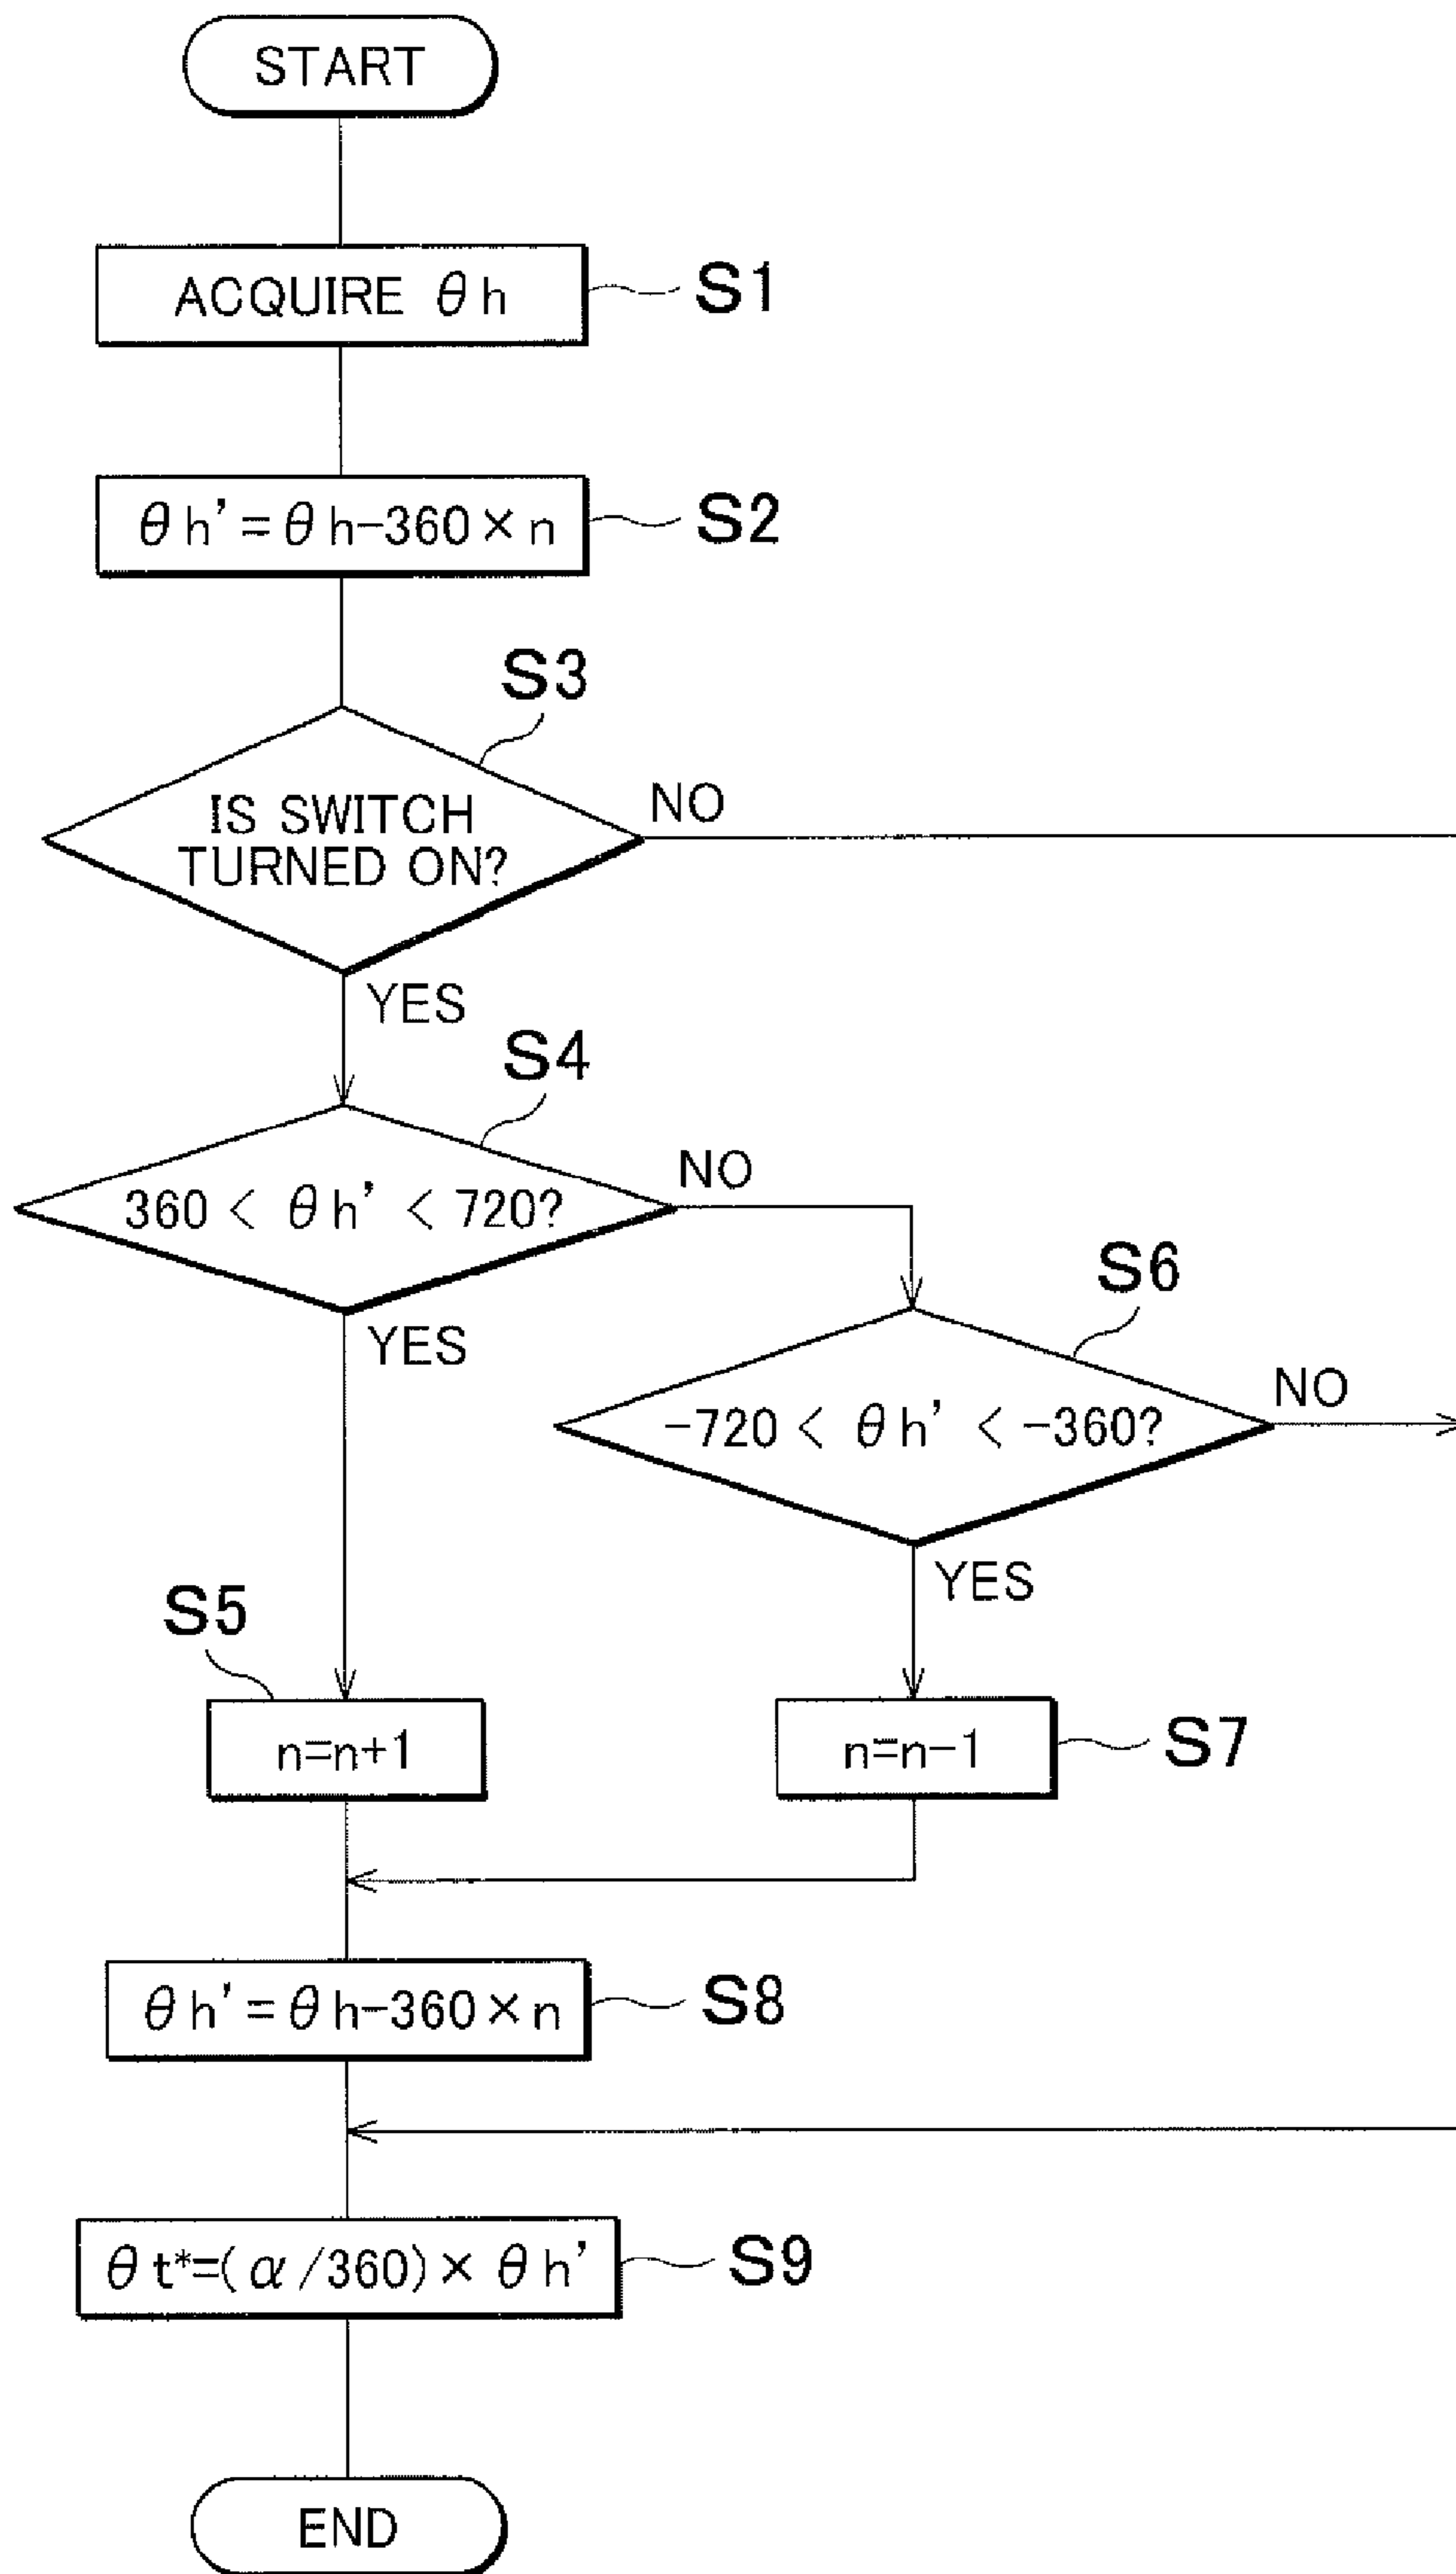 START
ACQUIRE θh
S1
θh'=θh-360×n
S2
S3
IS SWITCH
TURNED ON?
NO
YES
S4
360 < θh' < 720?
NO
YES
S6
-720 < θh' < -360?
NO
YES
S5
n=n+1
n=n-1
S7
θh'=θh-360×n
S8
θt*=(α/360)×θh'
S9
END